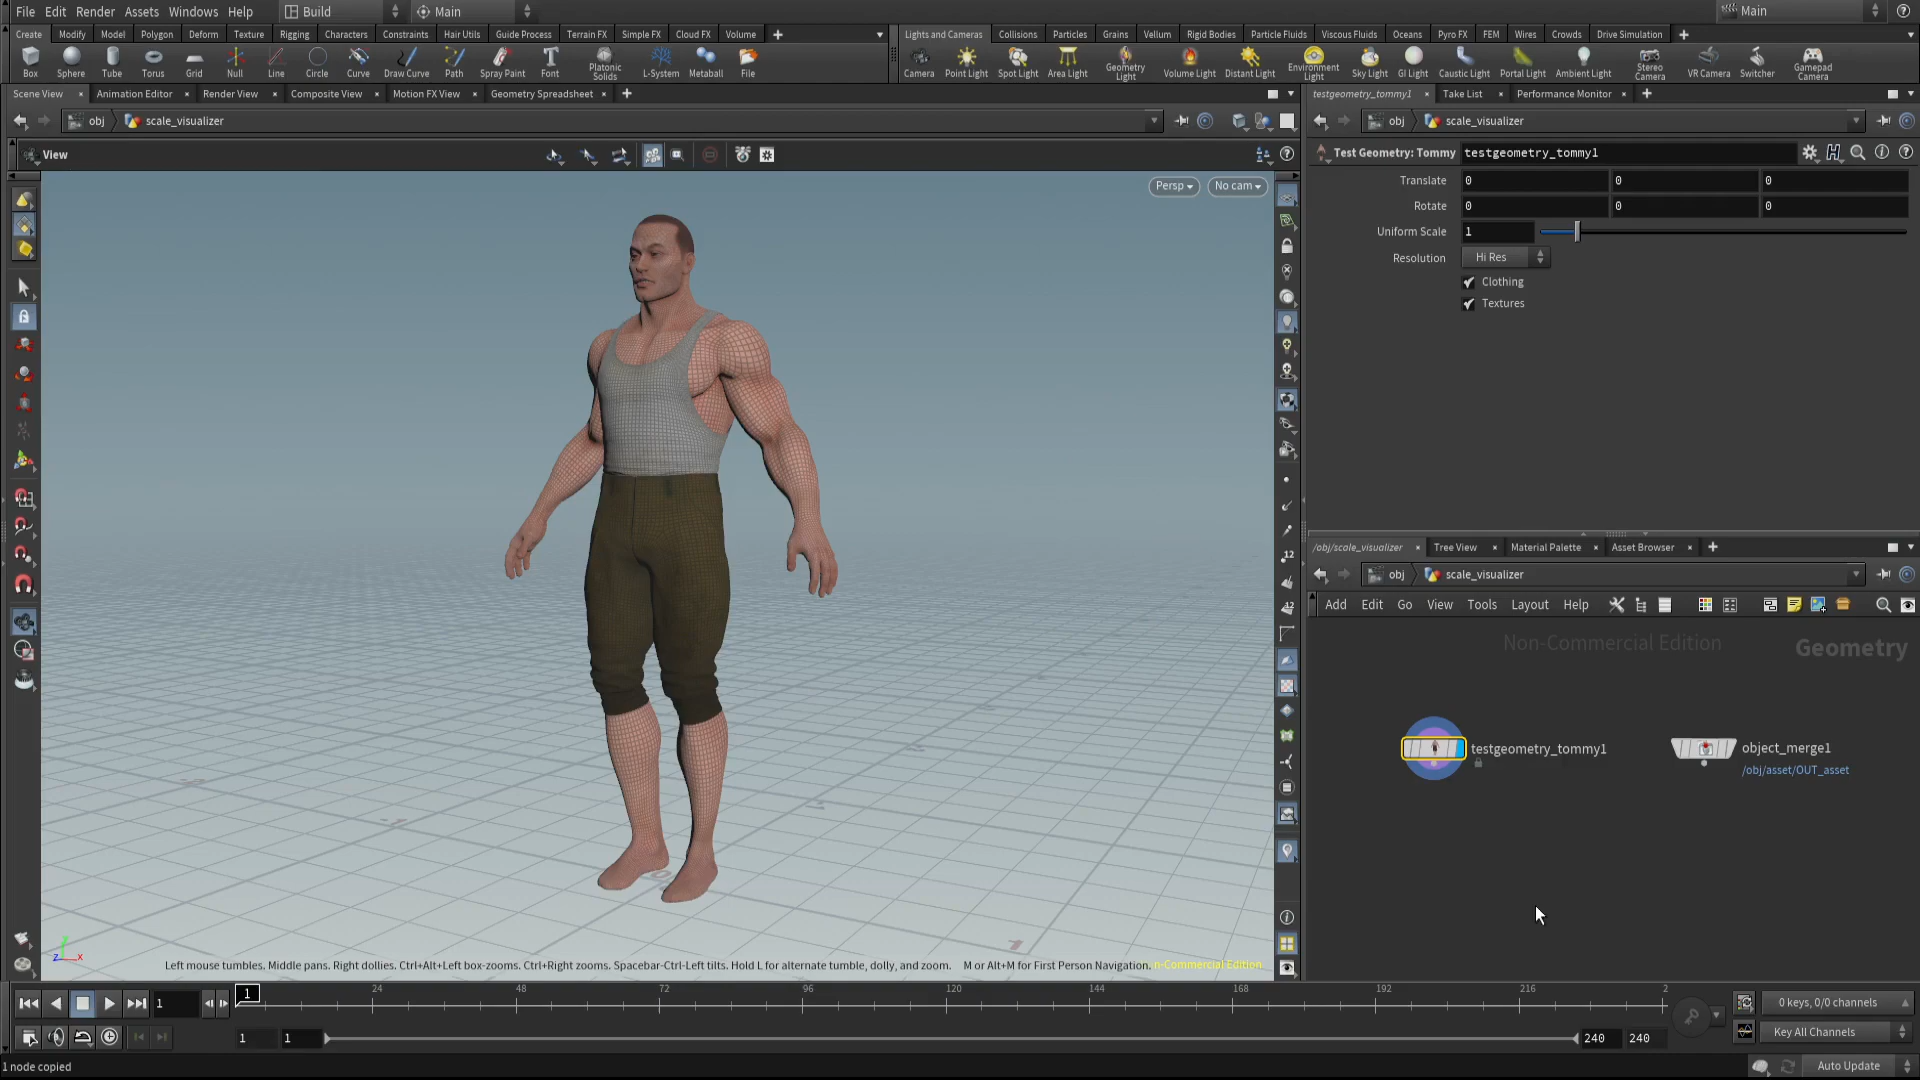 File Edit Render Assets Windows Help Build Main Main
Create Modify Model Polygon Deform Texture Rigging Characters Constraints Hair Utils Guide Process Terrain FX Simple FX Cloud FX Volume
Lights and Cameras Collisions Particles Grains Vellum Rigid Bodies Particle Fluids Viscous Fluids Oceans Pyro FX FEM Wires Crowds Drive Simulation
Box Sphere Tube Torus Grid Null Line Circle Curve Draw Curve Path Spray Paint Font Platonic Solids L-System Metaball File
Camera Point Light Spot Light Area Light Geometry Light Volume Light Distant Light Environment Light Sky Light GI Light Caustic Light Portal Light Ambient Light Stereo Camera VR Camera Switcher Gamepad Camera
Scene View Animation Editor Render View Composite View Motion FX View Geometry Spreadsheet
testgeometry_tommy1 Take List Performance Monitor
obj scale_visualizer
obj scale_visualizer
View
Test Geometry: Tommy testgeometry_tommy1
Persp No cam
Translate 0 0 0
Rotate 0 0 0
Uniform Scale 1
Resolution Hi Res
Clothing
Textures
/obj/scale_visualizer Tree View Material Palette Asset Browser
obj scale_visualizer
Add Edit Go View Tools Layout Help
Non-Commercial Edition Geometry
testgeometry_tommy1
object_merge1
/obj/asset/OUT_asset
12
12
Left mouse tumbles. Middle pans. Right dollies. Ctrl+Alt+Left box-zooms. Ctrl+Right zooms. Spacebar-Ctrl-Left tilts. Hold L for alternate tumble, dolly, and zoom. M or Alt+M for First Person Navigation. n-Commercial Edition
z y x
1 1 24 48 72 96 120 144 168 192 216 2
0 keys, 0/0 channels
1 1 240 240
Key All Channels
1 node copied
Auto Update